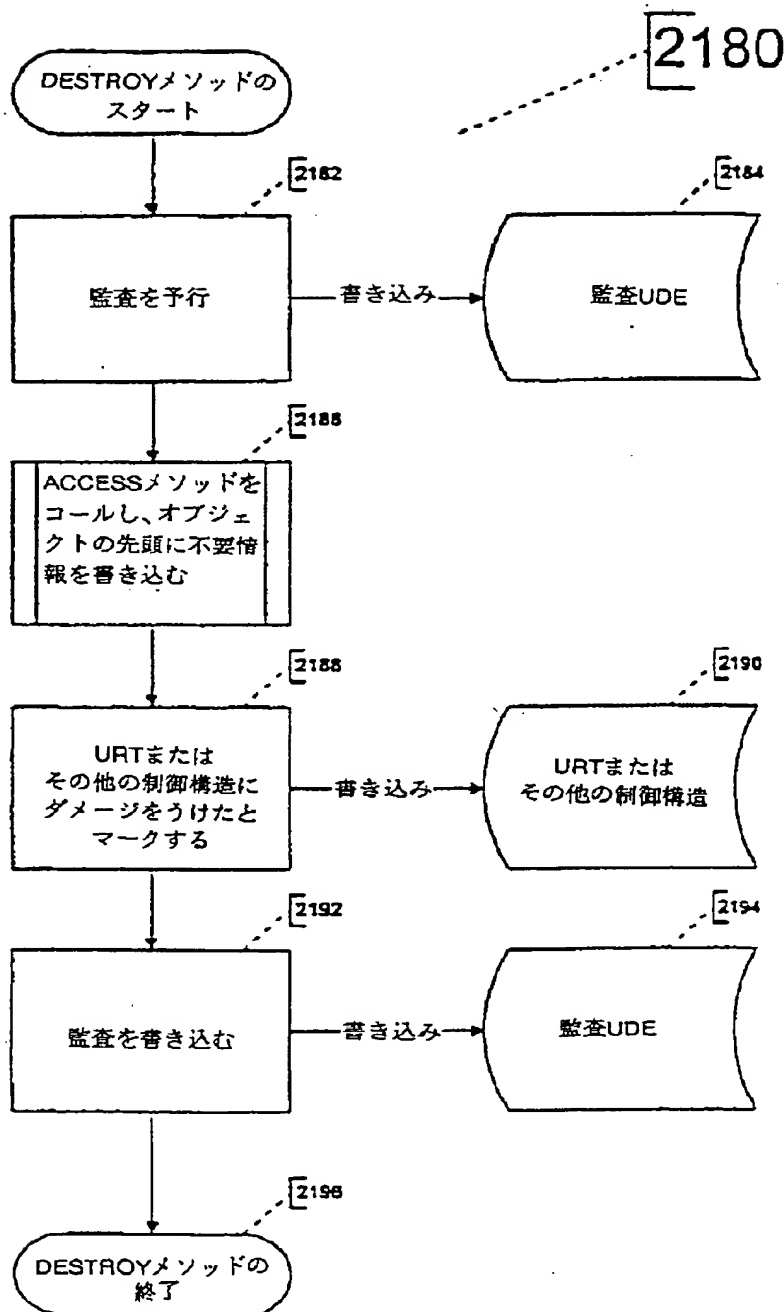 2180
DESTROYメソッドの
スタート
2182
2184
監査を予行
書き込み
監査UDE
2186
ACCESSメソッドを
コールし、オブジェ
クトの先頭に不要情
報を書き込む
2188
2190
URTまたは
その他の制御構造に
ダメージをうけたと
マークする
書き込み
URTまたは
その他の制御構造
2192
2194
監査を書き込む
書き込み
監査UDE
2196
DESTROYメソッドの
終了